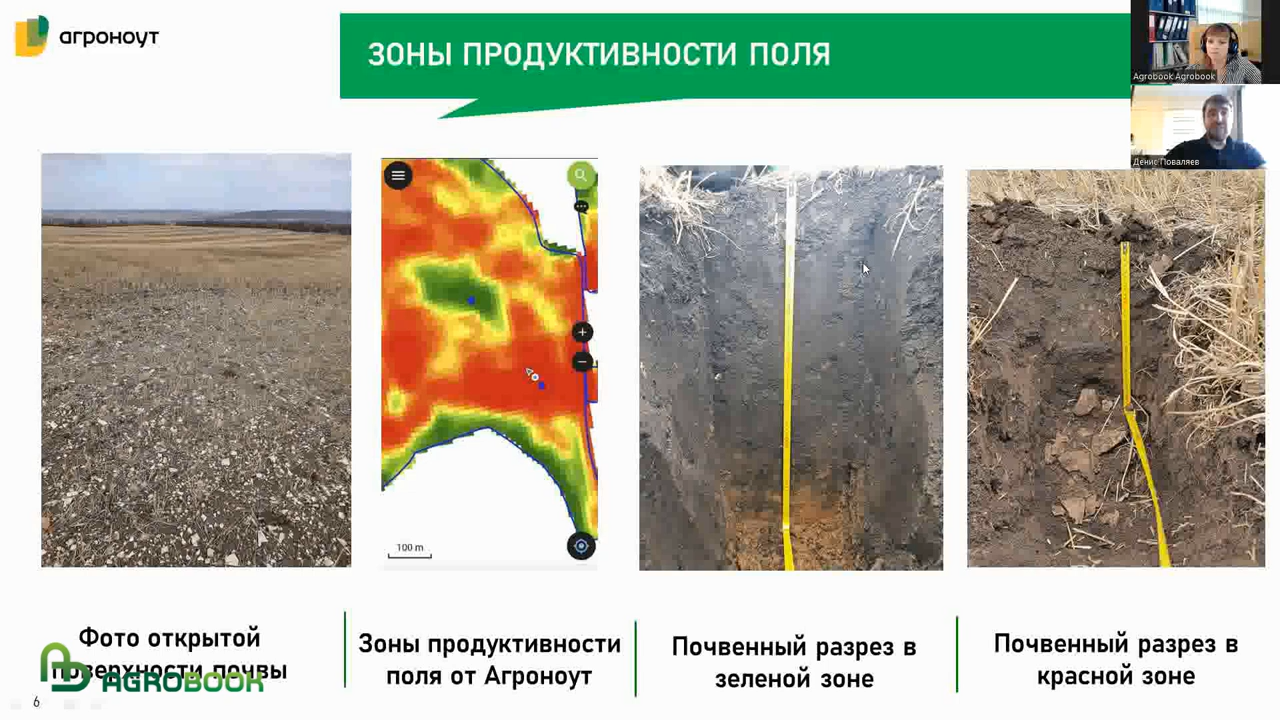 агроноут
ЗОНЫ ПРОДУКТИВНОСТИ ПОЛЯ
Agrobook Agrobook
Денис Поваляев
100 m
Фото открытой
поверхности почвы
Зоны продуктивности
поля от Агроноут
Почвенный разрез в
зеленой зоне
Почвенный разрез в
красной зоне
AGROBOOK
6